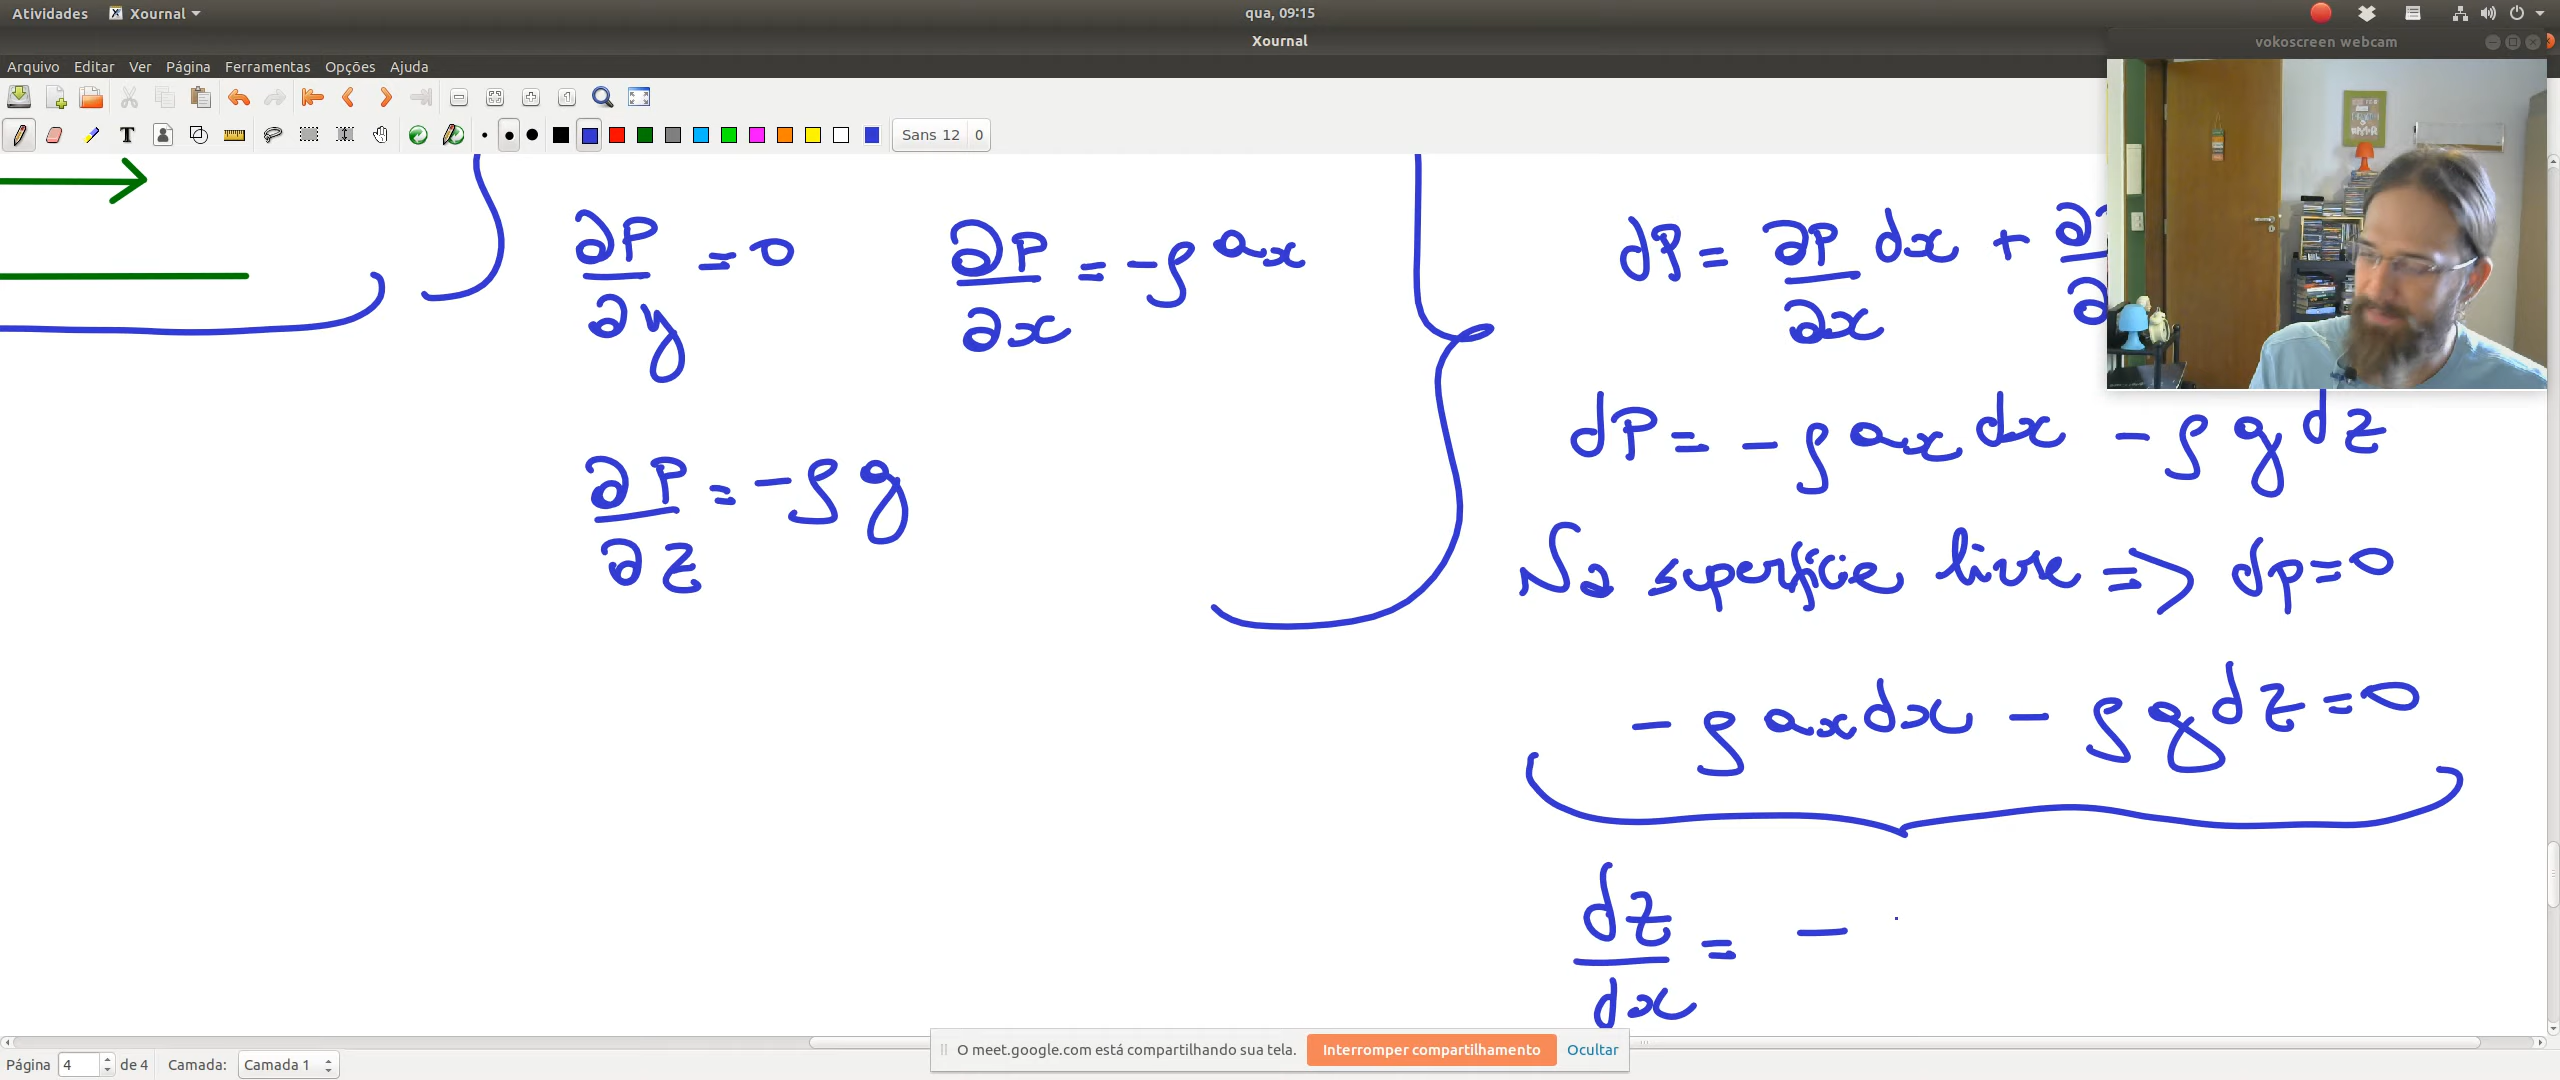 Atividades Xournal qua, 09:15
Xournal
vokoscreen webcam
Arquivo Editar Ver Página Ferramentas Opções Ajuda
Sans 12 0
∂P/∂y = 0
∂P/∂x = -ρ ax
∂P/∂z = -ρ g
dP = ∂P/∂x dx + ∂
dP = -ρ ax dx - ρ g dz
Na superfície livre => dp=0
-ρ ax dx - ρ g dz = 0
dz/dx = -
O meet.google.com está compartilhando sua tela. Interromper compartilhamento Ocultar
Página 4 de 4 Camada: Camada 1